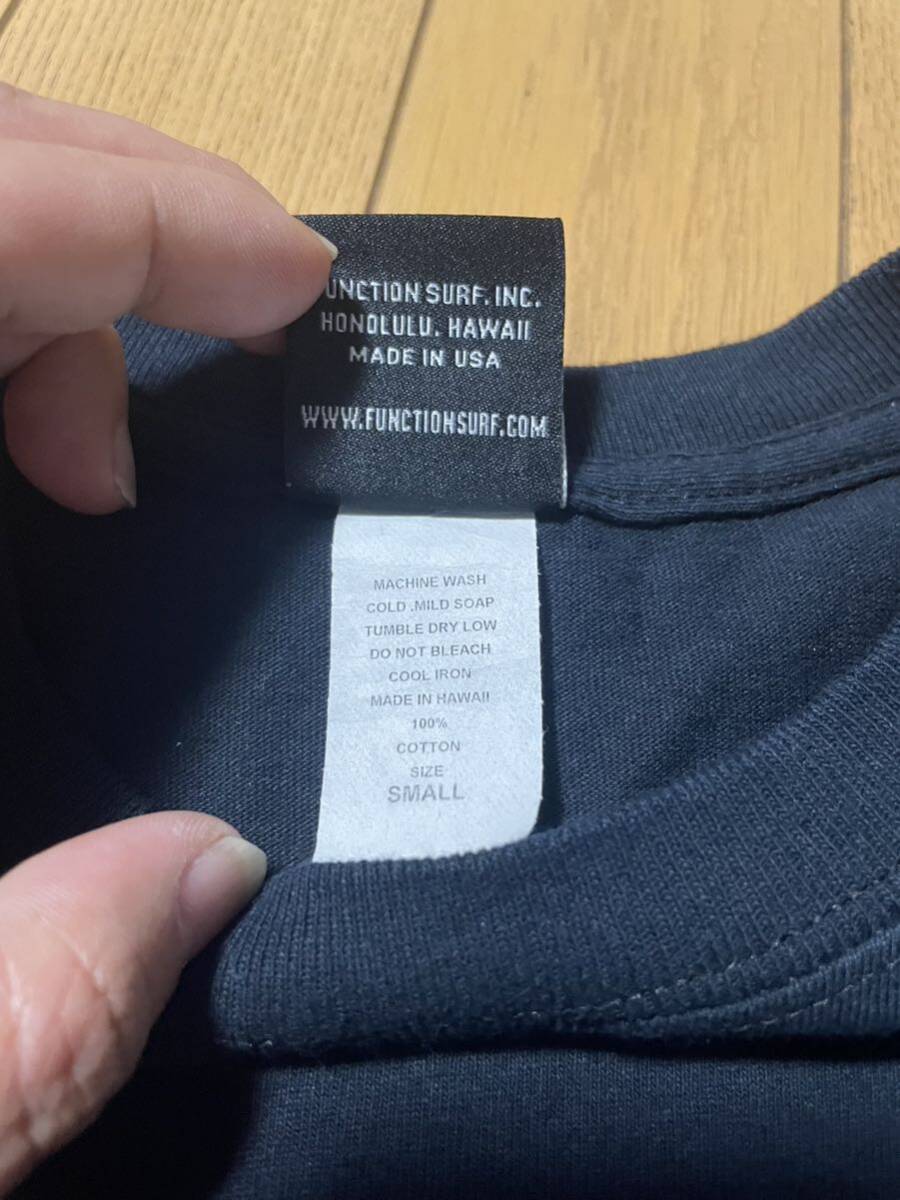 UNCTION SURF. INC.
HONOLULU. HAWAII
MADE IN USA
WWW.FUNCTIONSURF.COM
MACHINE WASH
COLD .MILD SOAP
TUMBLE DRY LOW
DO NOT BLEACH
COOL IRON
MADE IN HAWAII
100%
COTTON
SIZE
SMALL